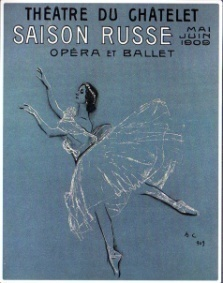 THÉATRE DU CHÂTELET
SAISON RUSSE MAI JUIN 1909
OPÉRA ET BALLET